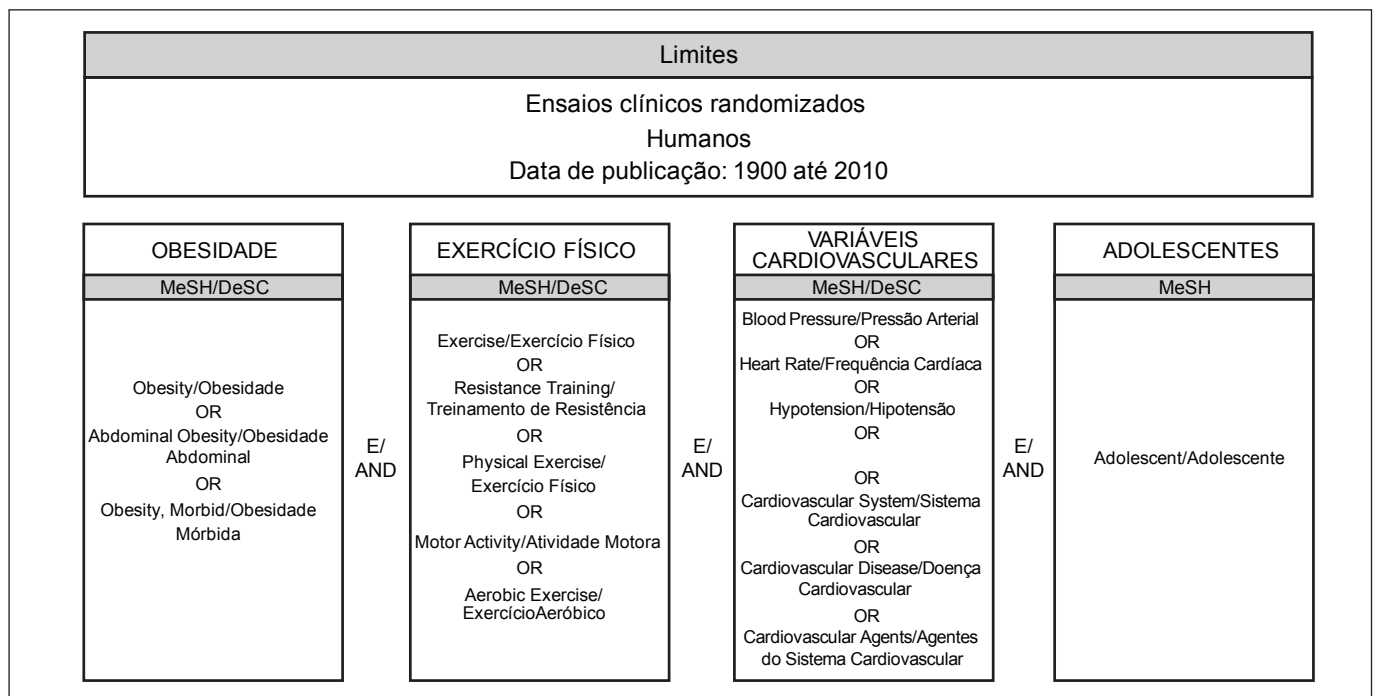 Limites
Ensaios clínicos randomizados
Humanos
Data de publicação: 1900 até 2010
OBESIDADE
MeSH/DeSC
Obesity/Obesidade
OR
Abdominal Obesity/Obesidade
Abdominal
OR
Obesity, Morbid/Obesidade
Mórbida
E/
AND
EXERCÍCIO FÍSICO
MeSH/DeSC
Exercise/Exercício Físico
OR
Resistance Training/
Treinamento de Resistência
OR
Physical Exercise/
Exercício Físico
OR
Motor Activity/Atividade Motora
OR
Aerobic Exercise/
ExercícioAeróbico
E/
AND
VARIÁVEIS
CARDIOVASCULARES
MeSH/DeSC
Blood Pressure/Pressão Arterial
OR
Heart Rate/Frequência Cardíaca
OR
Hypotension/Hipotensão
OR
OR
Cardiovascular System/Sistema
Cardiovascular
OR
Cardiovascular Disease/Doença
Cardiovascular
OR
Cardiovascular Agents/Agentes
do Sistema Cardiovascular
E/
AND
ADOLESCENTES
MeSH
Adolescent/Adolescente